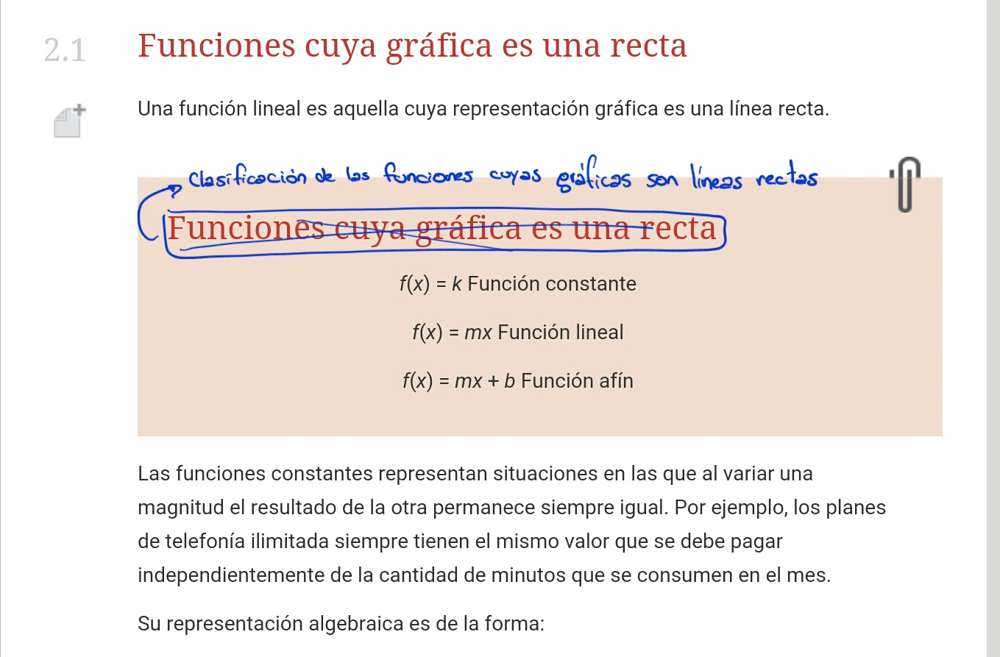 2.1 Funciones cuya gráfica es una recta
Una función lineal es aquella cuya representación gráfica es una línea recta.
Clasificación de las funciones cuyas gráficas son líneas rectas
Funciones cuya gráfica es una recta
f(x) = k Función constante
f(x) = mx Función lineal
f(x) = mx + b Función afín
Las funciones constantes representan situaciones en las que al variar una
magnitud el resultado de la otra permanece siempre igual. Por ejemplo, los planes
de telefonía ilimitada siempre tienen el mismo valor que se debe pagar
independientemente de la cantidad de minutos que se consumen en el mes.
Su representación algebraica es de la forma: